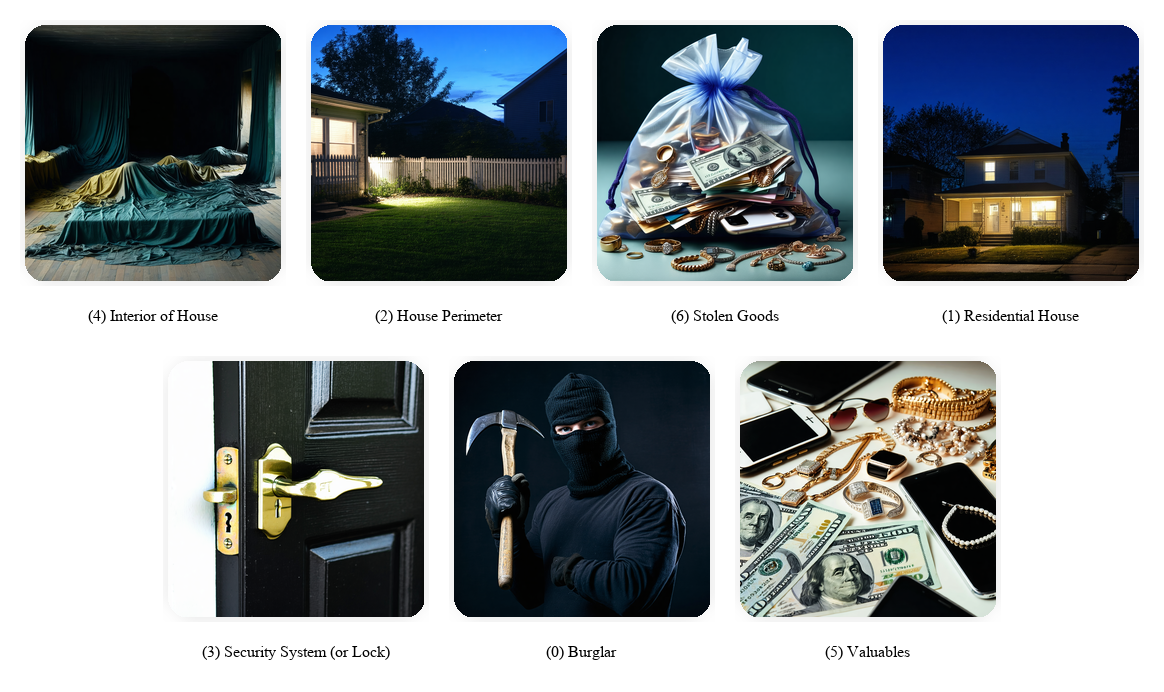 (4) Interior of House
(2) House Perimeter
(6) Stolen Goods
(1) Residential House
(3) Security System (or Lock)
(0) Burglar
(5) Valuables